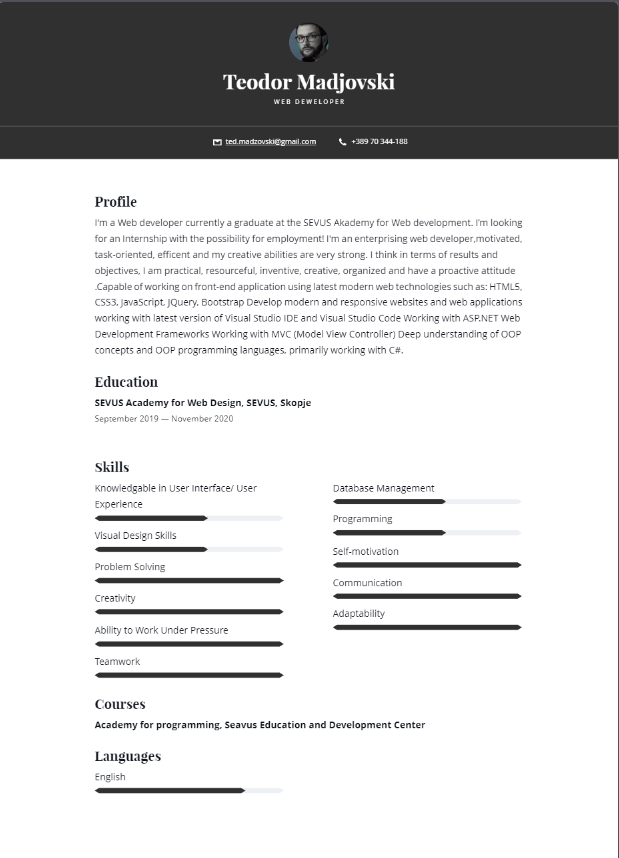 Teodor Madjovski
WEB DEWELOPER
ted.madzovski@gmail.com +389 70 344-188
Profile
I'm a Web developer currently a graduate at the SEVUS Akademy for Web development. I'm looking
for an Internship with the possibility for employment! I'm an enterprising web developer,motivated,
task-oriented, efficent and my creative abilities are very strong. I think in terms of results and
objectives, I am practical, resourceful, inventive, creative, organized and have a proactive attitude
.Capable of working on front-end application using latest modern web technologies such as: HTML5,
CSS3, JavaScript, JQuery, Bootstrap Develop modern and responsive websites and web applications
working with latest version of Visual Studio IDE and Visual Studio Code Working with ASP.NET Web
Development Frameworks Working with MVC (Model View Controller) Deep understanding of OOP
concepts and OOP programming languages, primarily working with C#.
Education
SEVUS Academy for Web Design, SEVUS, Skopje
September 2019 — November 2020
Skills
Knowledgable in User Interface/ User
Experience
Visual Design Skills
Problem Solving
Creativity
Ability to Work Under Pressure
Teamwork
Database Management
Programming
Self-motivation
Communication
Adaptability
Courses
Academy for programming, Seavus Education and Development Center
Languages
English